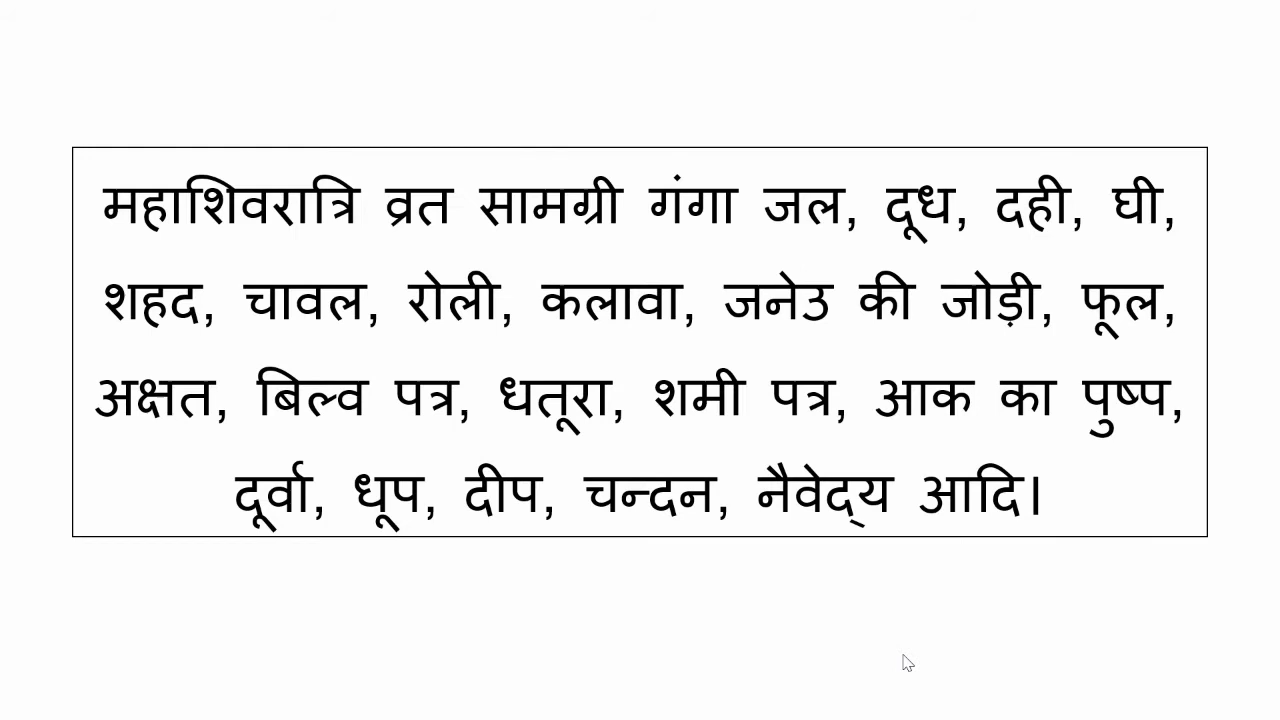 महाशिवरात्रि व्रत सामग्री गंगा जल, दूध, दही, घी,
शहद, चावल, रोली, कलावा, जनेउ की जोड़ी, फूल,
अक्षत, बिल्व पत्र, धतूरा, शमी पत्र, आक का पुष्प,
दूर्वा, धूप, दीप, चन्दन, नैवेद्‌य आदि।